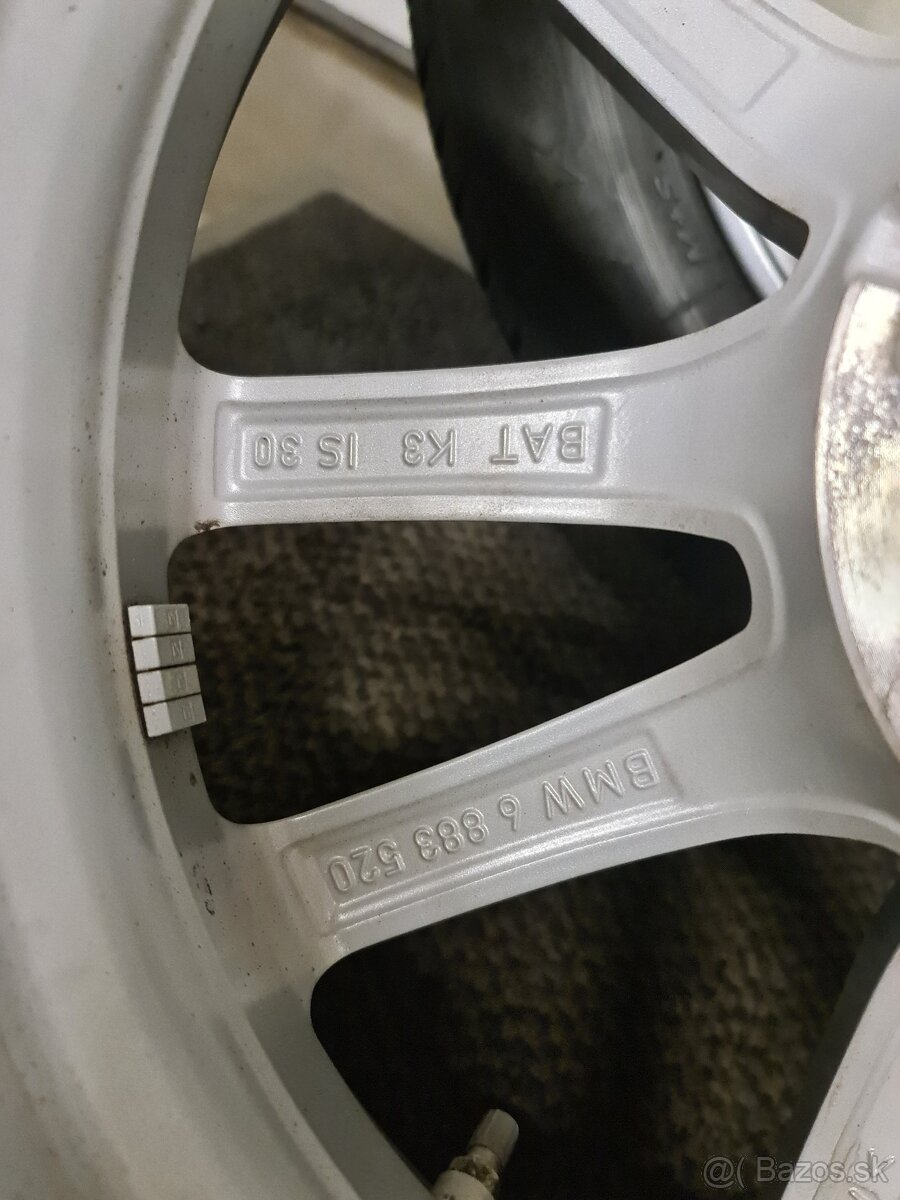 M+S
BAT K3 IS 30
BMW 6 883 520
@( Bazos.sk